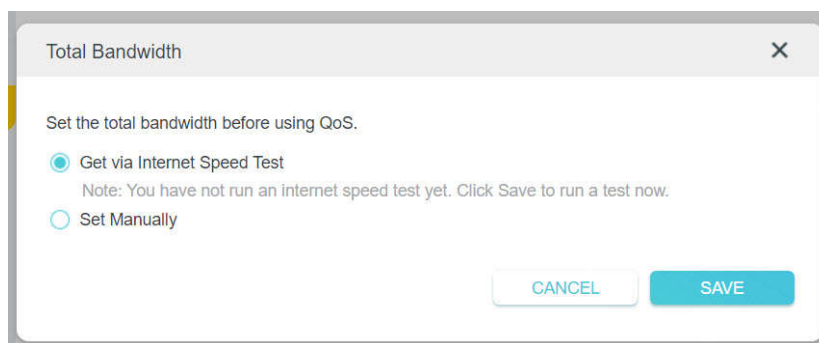 Total Bandwidth
Set the total bandwidth before using QoS.
Get via Internet Speed Test
Note: You have not run an internet speed test yet. Click Save to run a test now.
Set Manually
CANCEL SAVE